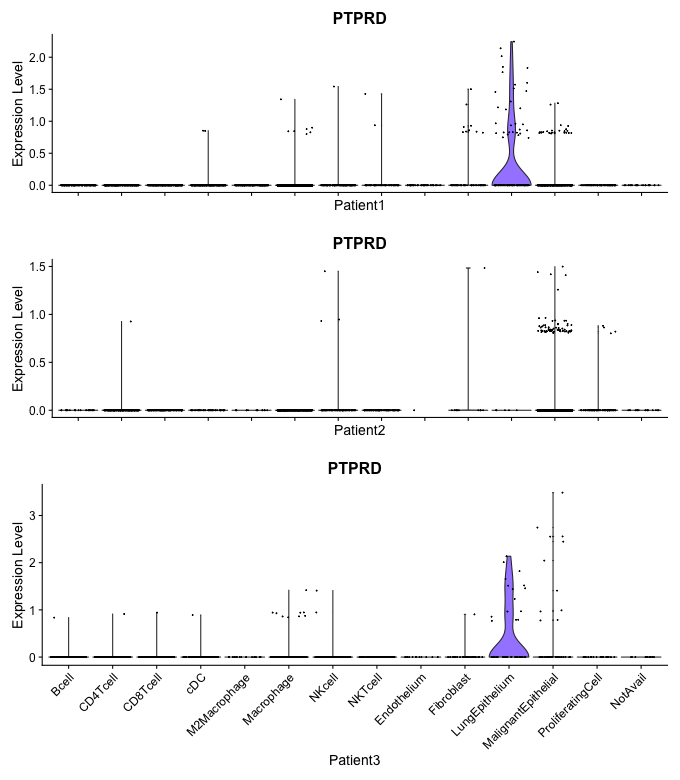 PTPRD
Expression Level
2.0
1.5
1.0
0.5
0.0
Patient1
PTPRD
Expression Level
1.5
1.0
0.5
0.0
Patient2
PTPRD
Expression Level
3
2
1
0
Bcell
CD4Tcell
CD8Tcell
cDC
M2Macrophage
Macrophage
NKcell
NKTcell
Endothelium
Fibroblast
LungEpithelium
MalignantEpithelial
ProliferatingCell
NotAvail
Patient3